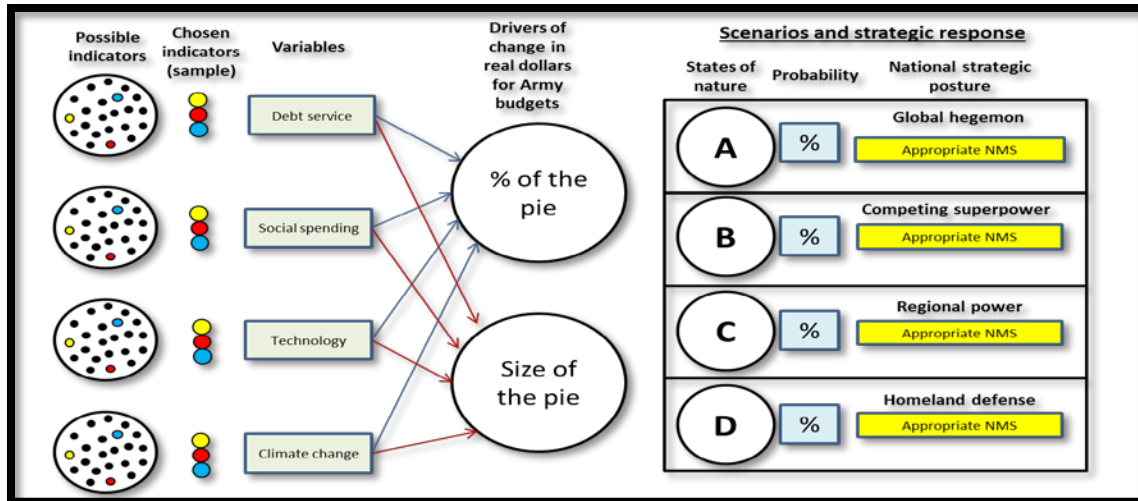 Possible
indicators
Chosen
indicators
(sample)
Variables
Drivers of
change in
real dollars
for Army
budgets
Debt service
Social spending
Technology
Climate change
% of the
pie
Size of
the pie
Scenarios and strategic response
States of
nature
Probability
National strategic
posture
A
%
Global hegemon
Appropriate NMS
B
%
Competing superpower
Appropriate NMS
C
%
Regional power
Appropriate NMS
D
%
Homeland defense
Appropriate NMS